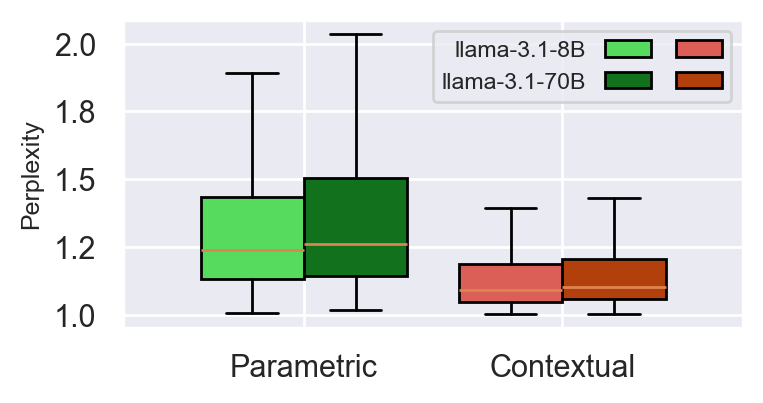 Perplexity
2.0
1.8
1.5
1.2
1.0
llama-3.1-8B
llama-3.1-70B
Parametric
Contextual